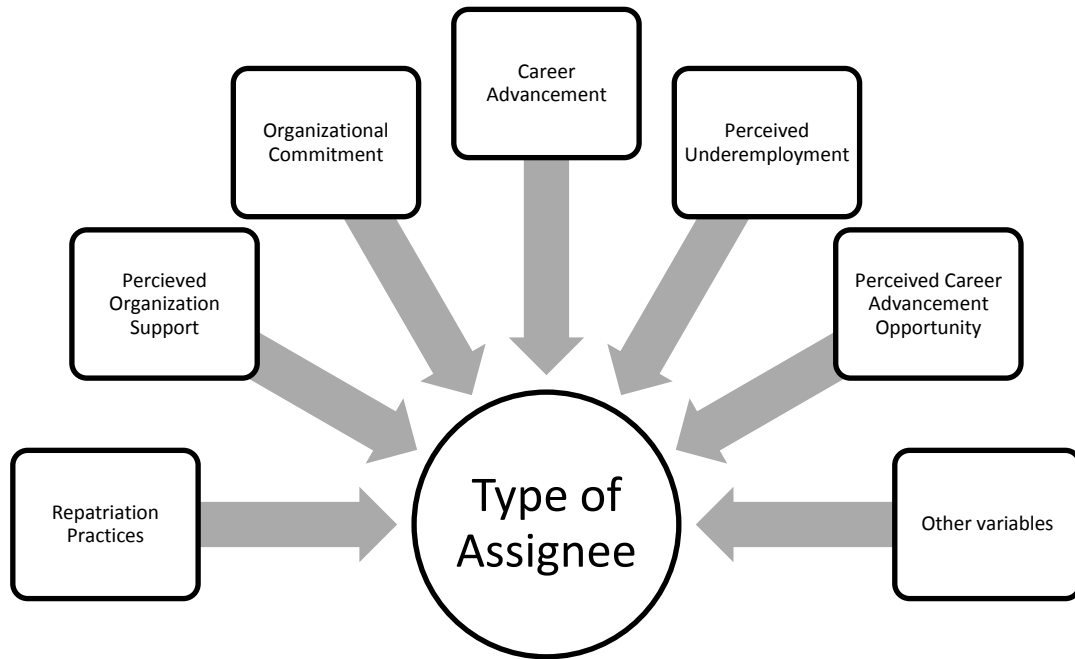 Career
Advancement
Organizational
Commitment
Perceived
Underemployment
Percieved
Organization
Support
Perceived Career
Advancement
Opportunity
Repatriation
Practices
Type of
Assignee
Other variables